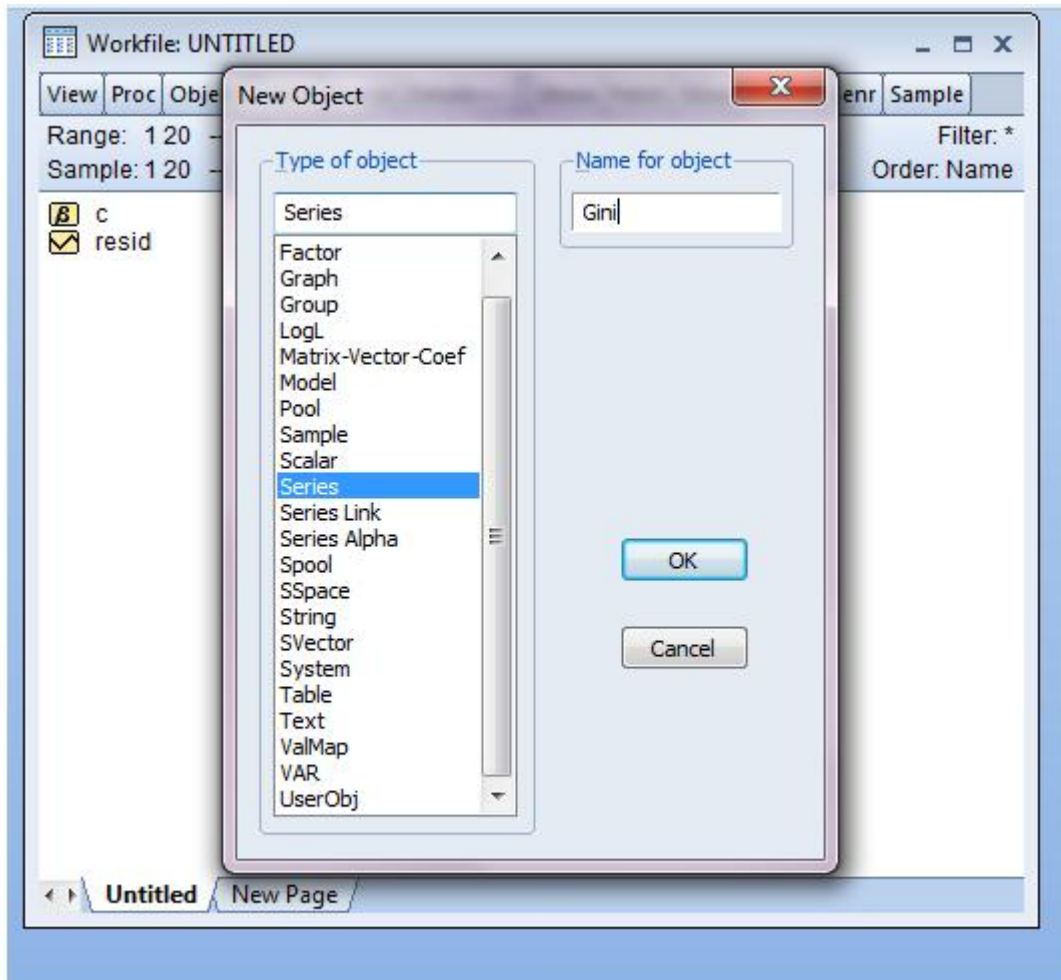 Workfile: UNTITLED
View Proc Obje
enr Sample
Range: 1 20 --
Filter: *
Sample: 1 20 --
Order: Name
c
resid
New Object
Type of object
Series
Factor
Graph
Group
LogL
Matrix-Vector-Coef
Model
Pool
Sample
Scalar
Series
Series Link
Series Alpha
Spool
SSpace
String
SVector
System
Table
Text
ValMap
VAR
UserObj
Name for object
Gini
OK
Cancel
Untitled
New Page